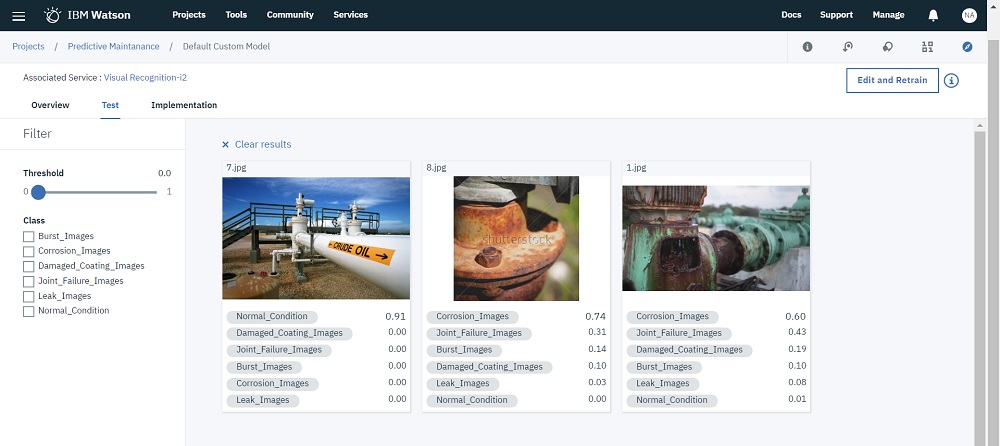 IBM Watson Projects Tools Community Services Docs Support Manage NA
Projects / Predictive Maintanance / Default Custom Model
Associated Service : Visual Recognition-i2
Edit and Retrain
Overview Test Implementation
Filter
Threshold 0.0
0 1
Class
Burst_Images
Corrosion_Images
Damaged_Coating_Images
Joint_Failure_Images
Leak_Images
Normal_Condition
× Clear results
7.jpg
CRUDE OIL
Normal_Condition 0.91
Damaged_Coating_Images 0.00
Joint_Failure_Images 0.00
Burst_Images 0.00
Corrosion_Images 0.00
Leak_Images 0.00
8.jpg
shutterstock
Corrosion_Images 0.74
Joint_Failure_Images 0.31
Burst_Images 0.14
Damaged_Coating_Images 0.10
Leak_Images 0.03
Normal_Condition 0.00
1.jpg
Corrosion_Images 0.60
Joint_Failure_Images 0.43
Damaged_Coating_Images 0.19
Burst_Images 0.10
Leak_Images 0.08
Normal_Condition 0.01